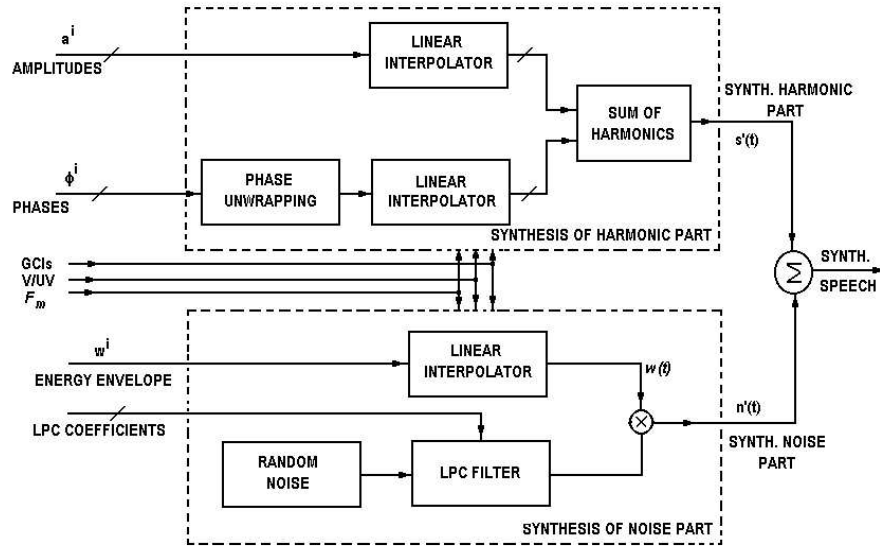 a i
AMPLITUDES
LINEAR
INTERPOLATOR
SUM OF
HARMONICS
SYNTH. HARMONIC
PART
s'(t)
ϕ i
PHASES
PHASE
UNWRAPPING
LINEAR
INTERPOLATOR
SYNTHESIS OF HARMONIC PART
GCIs
V/UV
F m
Σ
SYNTH.
SPEECH
w i
ENERGY ENVELOPE
LINEAR
INTERPOLATOR
w(t)
LPC COEFFICIENTS
×
n'(t)
SYNTH. NOISE
PART
RANDOM
NOISE
LPC FILTER
SYNTHESIS OF NOISE PART